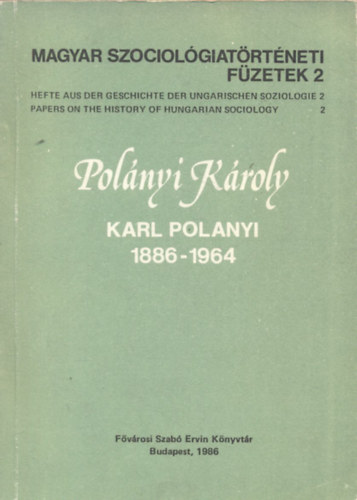 MAGYAR SZOCIOLÓGIATÖRTÉNETI
FÜZETEK 2
HEFTE AUS DER GESCHICHTE DER UNGARISCHEN SOZIOLOGIE 2
PAPERS ON THE HISTORY OF HUNGARIAN SOCIOLOGY 2
Polányi Károly
KARL POLANYI
1886-1964
Fővárosi Szabó Ervin Könyvtár
Budapest, 1986